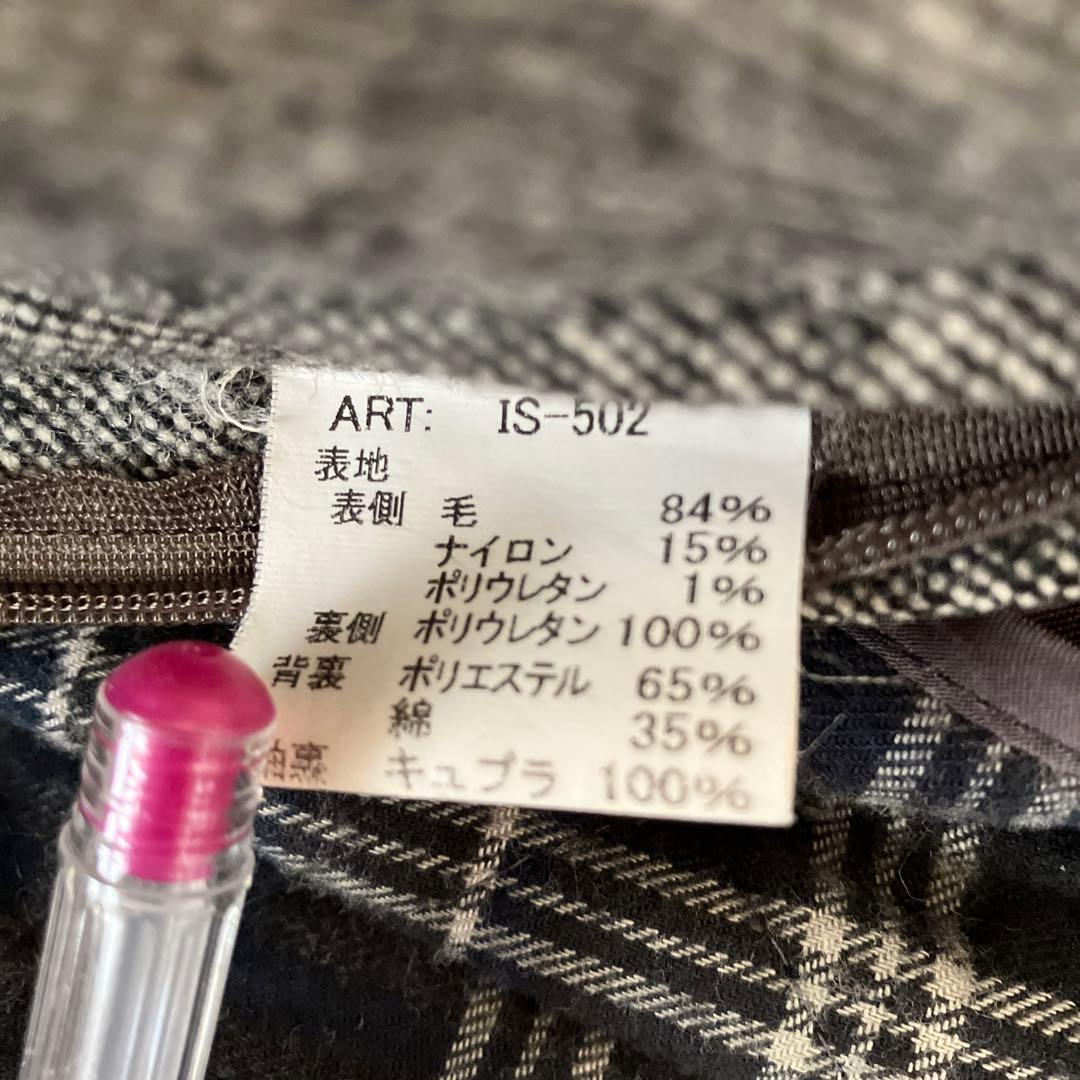 ART: IS-502
表地
表側 毛 84%
ナイロン 15%
ポリウレタン 1%
裏側 ポリウレタン 100%
背裏 ポリエステル 65%
綿 35%
袖裏 キュプラ 100%